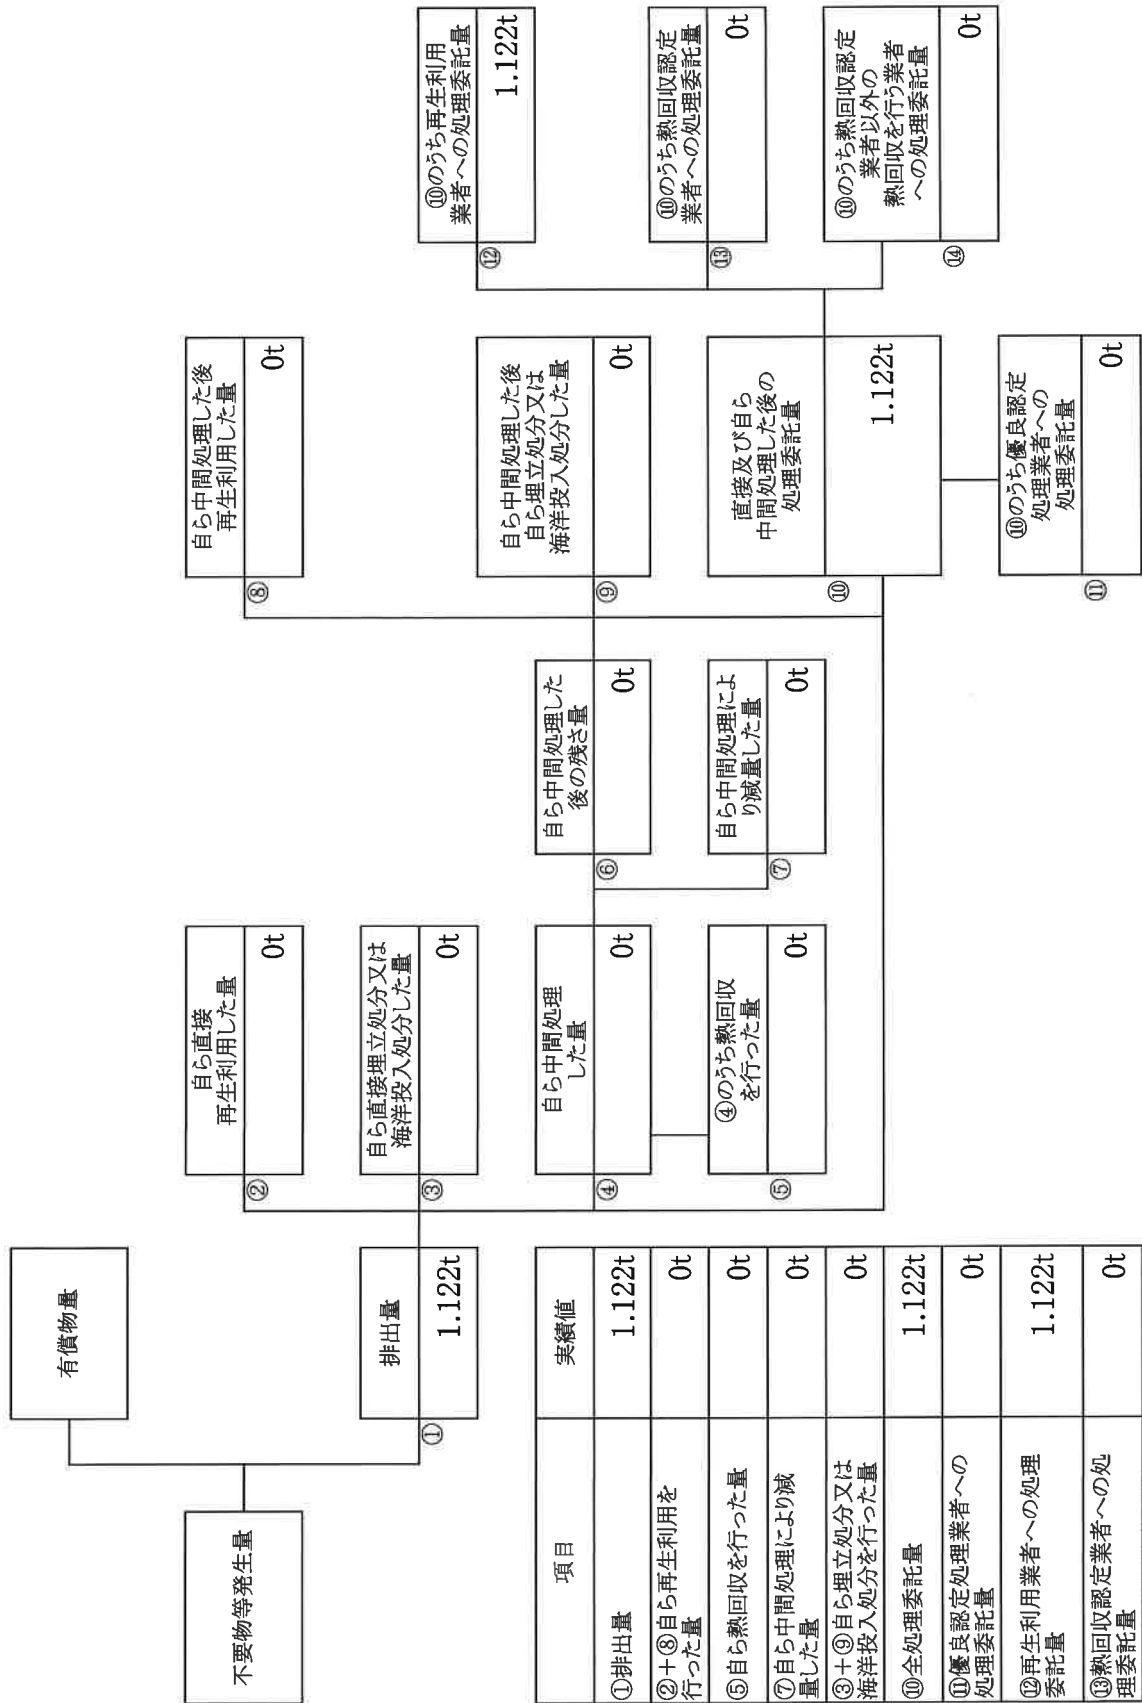 不要物等発生量
有償物量
排出量
①
1.122t
自ら直接
再生利用した量
②
0t
自ら直接埋立処分又は
海洋投入処分した量
③
0t
自ら中間処理
した量
④
0t
④のうち熱回収
を行った量
⑤
0t
自ら中間処理した
後の残さ量
⑥
0t
自ら中間処理によ
り減量した量
⑦
0t
自ら中間処理した後
再生利用した量
⑧
0t
自ら中間処理した後
自ら埋立処分又は
海洋投入処分した量
⑨
0t
直接及び自ら
中間処理した後の
処理委託量
⑩
1.122t
⑩のうち優良認定
処理業者への
処理委託量
⑪
0t
⑩のうち再生利用
業者への処理委託量
⑫
1.122t
⑩のうち熱回収認定
業者への処理委託量
⑬
0t
⑩のうち熱回収認定
業者以外の
熱回収を行う業者
への処理委託量
⑭
0t
項目
実績値
①排出量
1.122t
②+⑧自ら再生利用を
行った量
0t
⑤自ら熱回収を行った量
0t
⑦自ら中間処理により減
量した量
0t
③+⑨自ら埋立処分又は
海洋投入処分を行った量
0t
⑩全処理委託量
1.122t
⑪優良認定処理業者への
処理委託量
0t
⑫再生利用業者への処理
委託量
1.122t
⑬熱回収認定業者への処
理委託量
0t